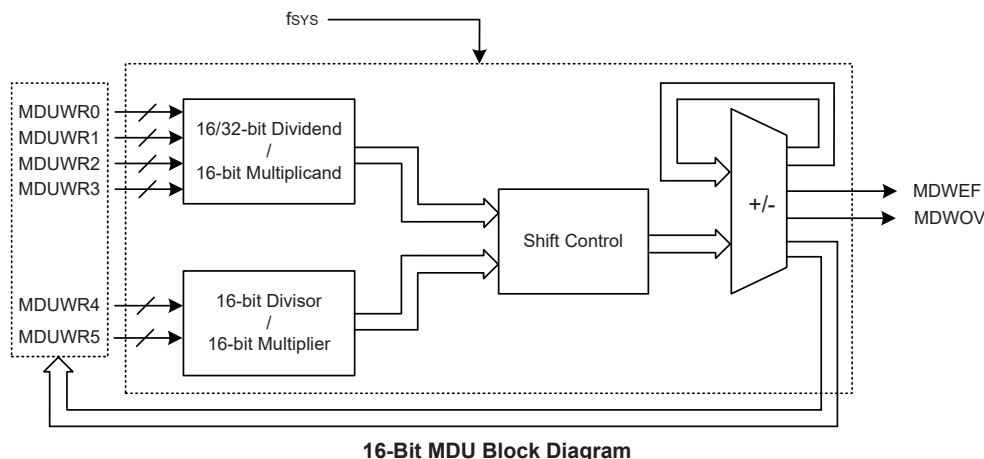 fSYS
MDUWR0
MDUWR1
MDUWR2
MDUWR3
16/32-bit Dividend
/
16-bit Multiplicand
Shift Control
+/-
MDWEF
MDWOV
MDUWR4
MDUWR5
16-bit Divisor
/
16-bit Multiplier
16-Bit MDU Block Diagram